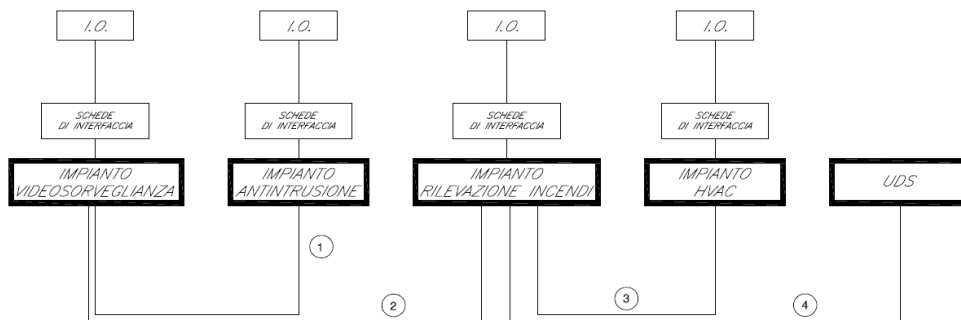 I.O.
I.O.
I.O.
I.O.
SCHEDE
DI INTERFACCIA
SCHEDE
DI INTERFACCIA
SCHEDE
DI INTERFACCIA
SCHEDE
DI INTERFACCIA
IMPIANTO
VIDEOSORVEGLIANZA
IMPIANTO
ANTINTRUSIONE
IMPIANTO
RILEVAZIONE INCENDI
IMPIANTO
HVAC
UDS
1
2
3
4